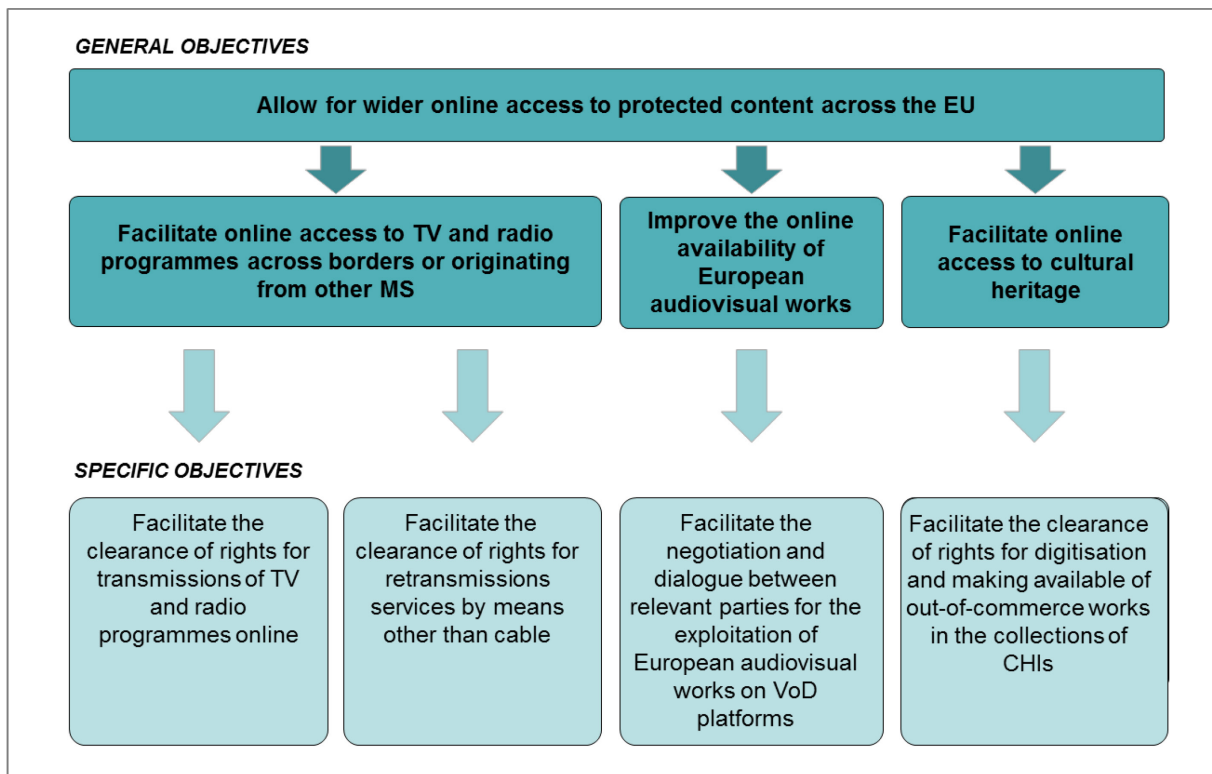 GENERAL OBJECTIVES
Allow for wider online access to protected content across the EU
Facilitate online access to TV and radio
programmes across borders or originating
from other MS
Improve the online
availability of
European
audiovisual works
Facilitate online
access to cultural
heritage
SPECIFIC OBJECTIVES
Facilitate the
clearance of rights for
transmissions of TV
and radio
programmes online
Facilitate the
clearance of rights for
retransmissions
services by means
other than cable
Facilitate the
negotiation and
dialogue between
relevant parties for the
exploitation of
European audiovisual
works on VoD
platforms
Facilitate the clearance
of rights for digitisation
and making available of
out-of-commerce works
in the collections of
CHIs